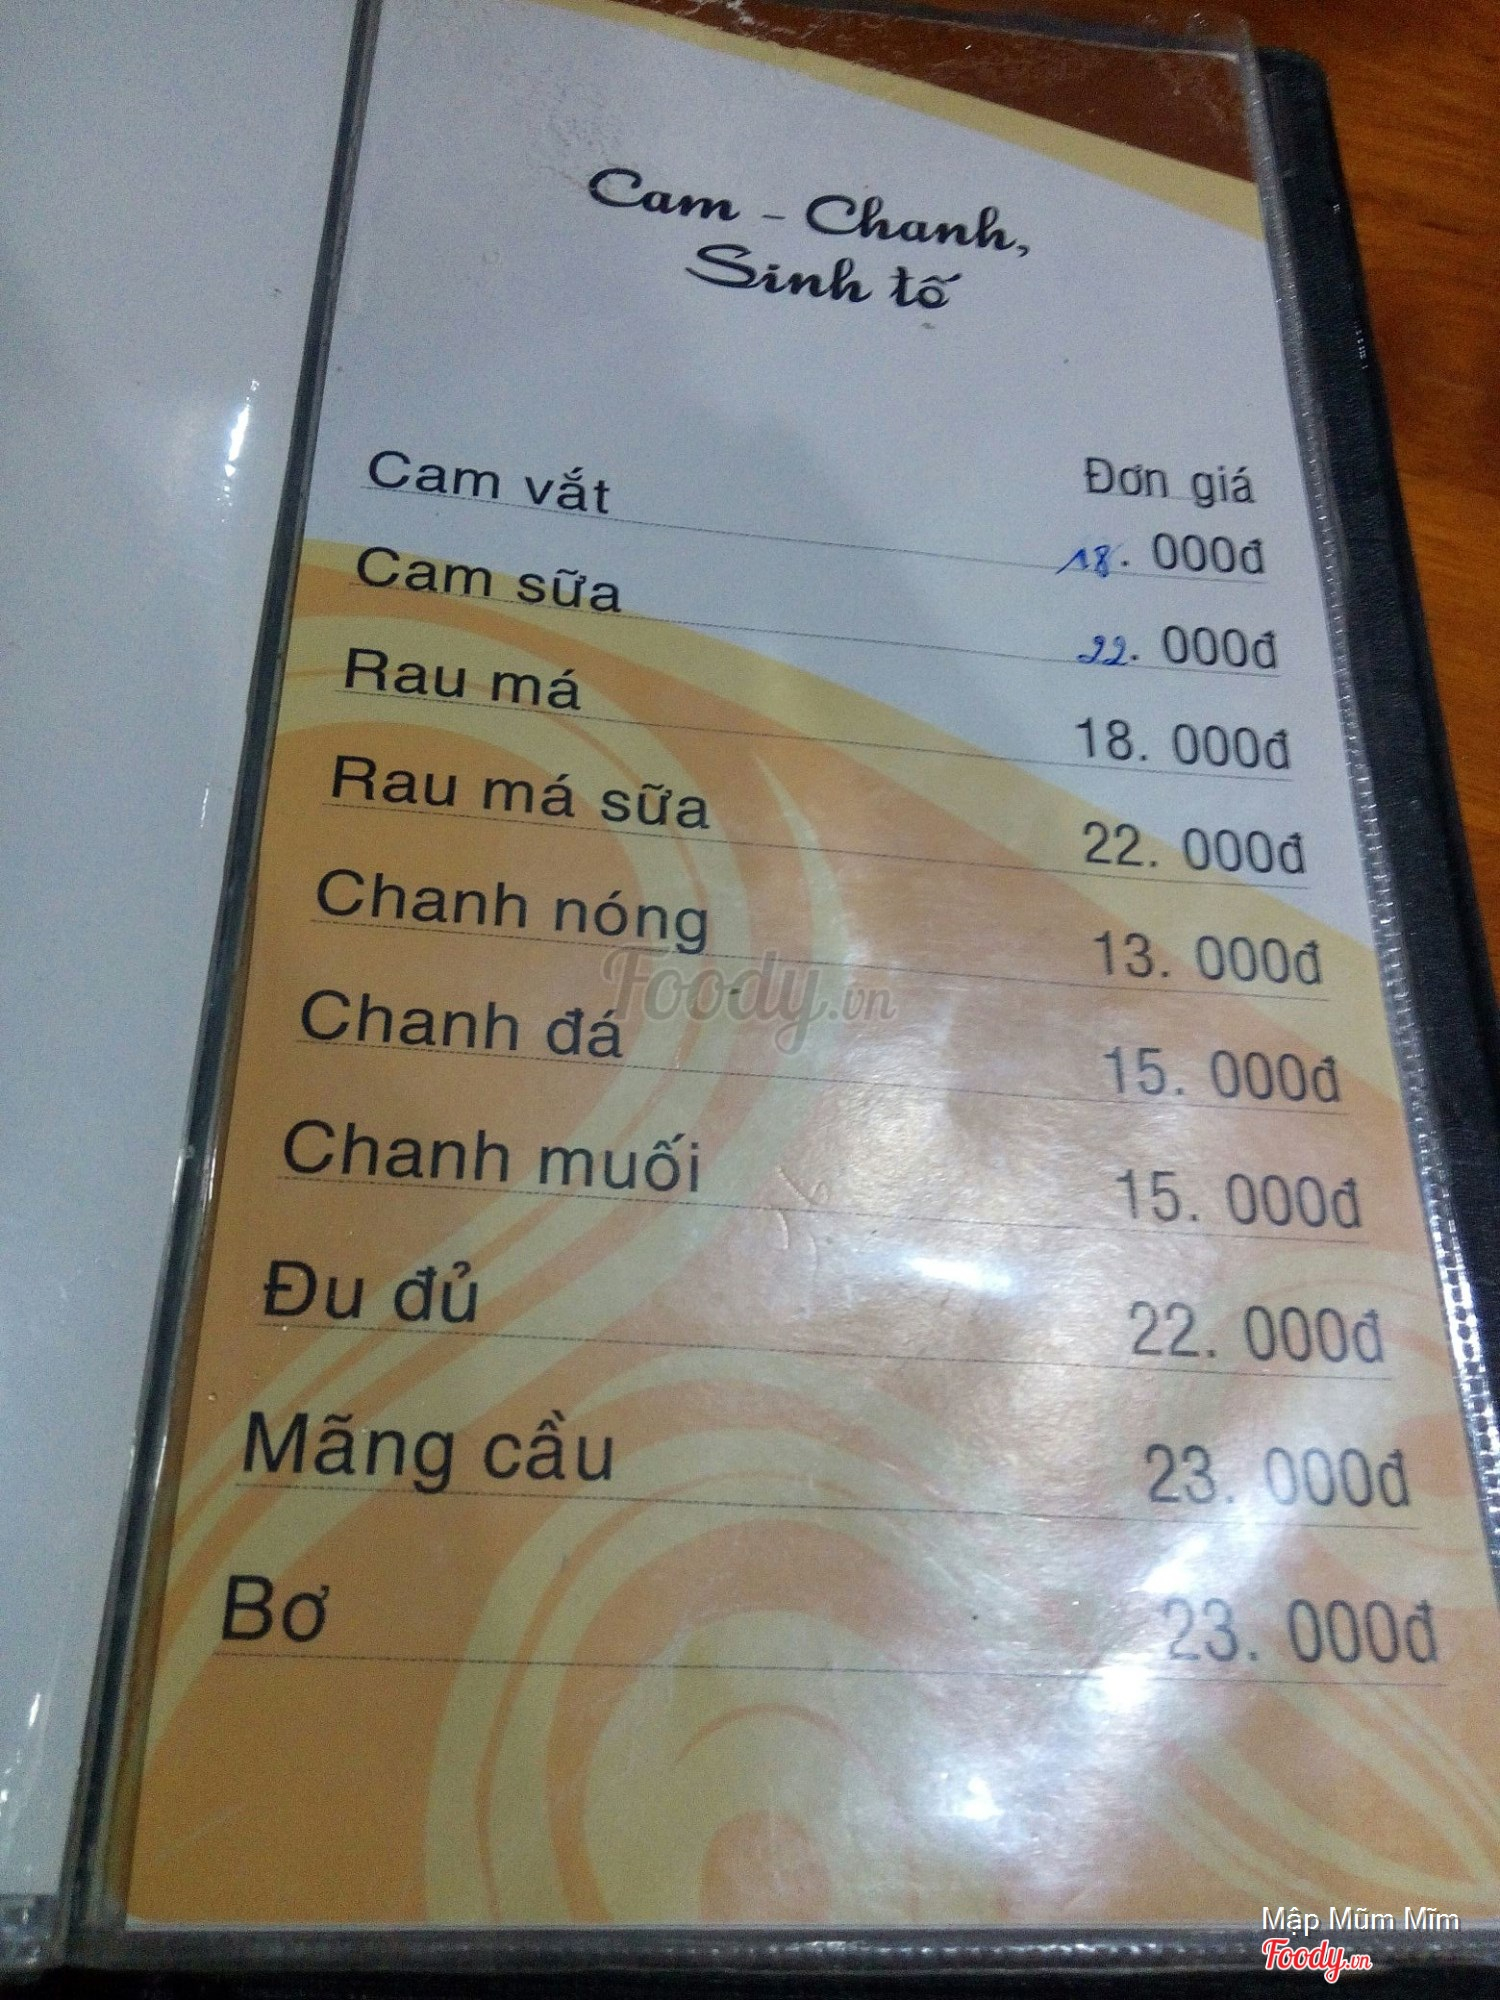 Cam - Chanh,
Sinh tố
Đơn giá
Cam vắt 18. 000đ
Cam sữa 22. 000đ
Rau má 18. 000đ
Rau má sữa 22. 000đ
Chanh nóng 13. 000đ
Chanh đá 15. 000đ
Chanh muối 15. 000đ
Đu đủ 22. 000đ
Mãng cầu 23. 000đ
Bơ 23. 000đ
Foody.vn
Mập Mũm Mĩm
Foody.vn